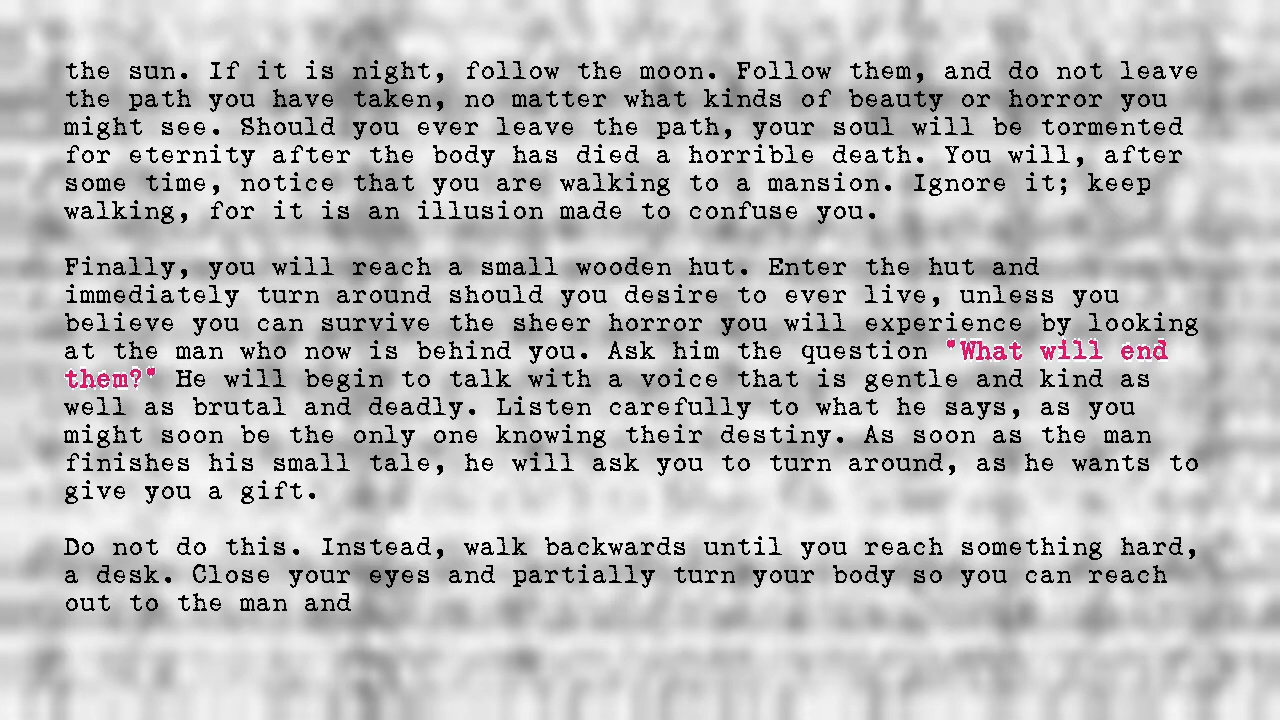 the sun. If it is night, follow the moon. Follow them, and do not leave
the path you have taken, no matter what kinds of beauty or horror you
might see. Should you ever leave the path, your soul will be tormented
for eternity after the body has died a horrible death. You will, after
some time, notice that you are walking to a mansion. Ignore it; keep
walking, for it is an illusion made to confuse you.
Finally, you will reach a small wooden hut. Enter the hut and
immediately turn around should you desire to ever live, unless you
believe you can survive the sheer horror you will experience by looking
at the man who now is behind you. Ask him the question "What will end
them?" He will begin to talk with a voice that is gentle and kind as
well as brutal and deadly. Listen carefully to what he says, as you
might soon be the only one knowing their destiny. As soon as the man
finishes his small tale, he will ask you to turn around, as he wants to
give you a gift.
Do not do this. Instead, walk backwards until you reach something hard,
a desk. Close your eyes and partially turn your body so you can reach
out to the man and